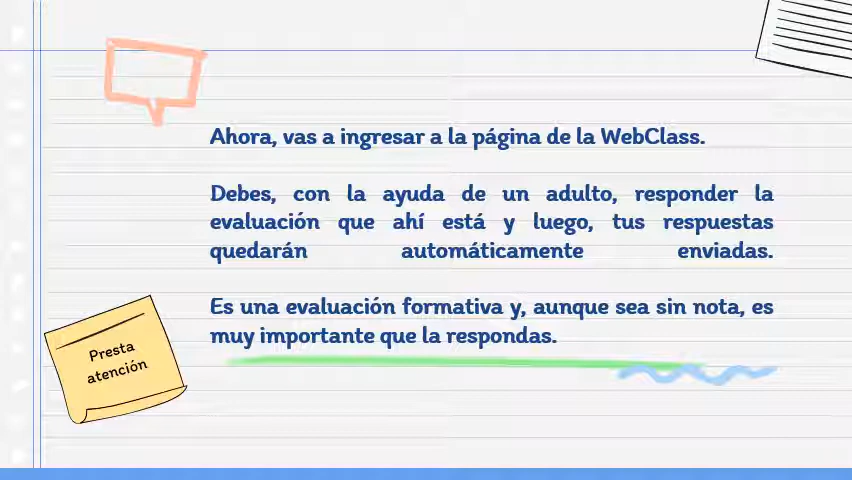 Ahora, vas a ingresar a la página de la WebClass.
Debes, con la ayuda de un adulto, responder la
evaluación que ahí está y luego, tus respuestas
quedarán automáticamente enviadas.
Es una evaluación formativa y, aunque sea sin nota, es
muy importante que la respondas.
Presta
atención